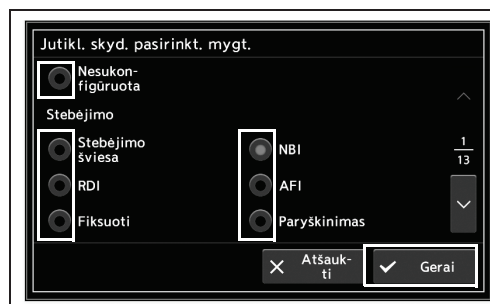 Jutikl. skyd. pasirinkt. mygt.
Nesukon-
figūruota
Stebėjimo
Stebėjimo
šviesa
NBI
1
13
RDI
AFI
Fiksuoti
Paryškinimas
Atšauk-
ti
Gerai